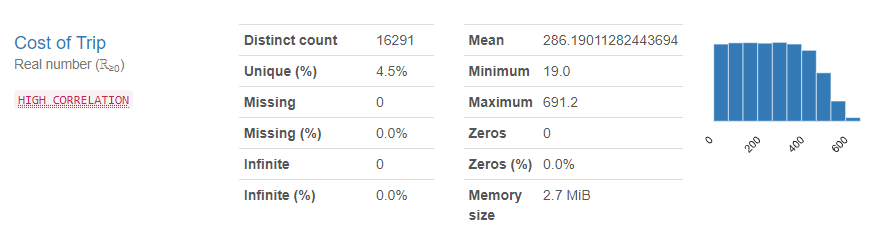 Cost of Trip
Real number (ℝ≥0)
HIGH CORRELATION
Distinct count 16291
Unique (%) 4.5%
Missing 0
Missing (%) 0.0%
Infinite 0
Infinite (%) 0.0%
Mean 286.19011282443694
Minimum 19.0
Maximum 691.2
Zeros 0
Zeros (%) 0.0%
Memory 2.7 MiB
size
0 200 400 600